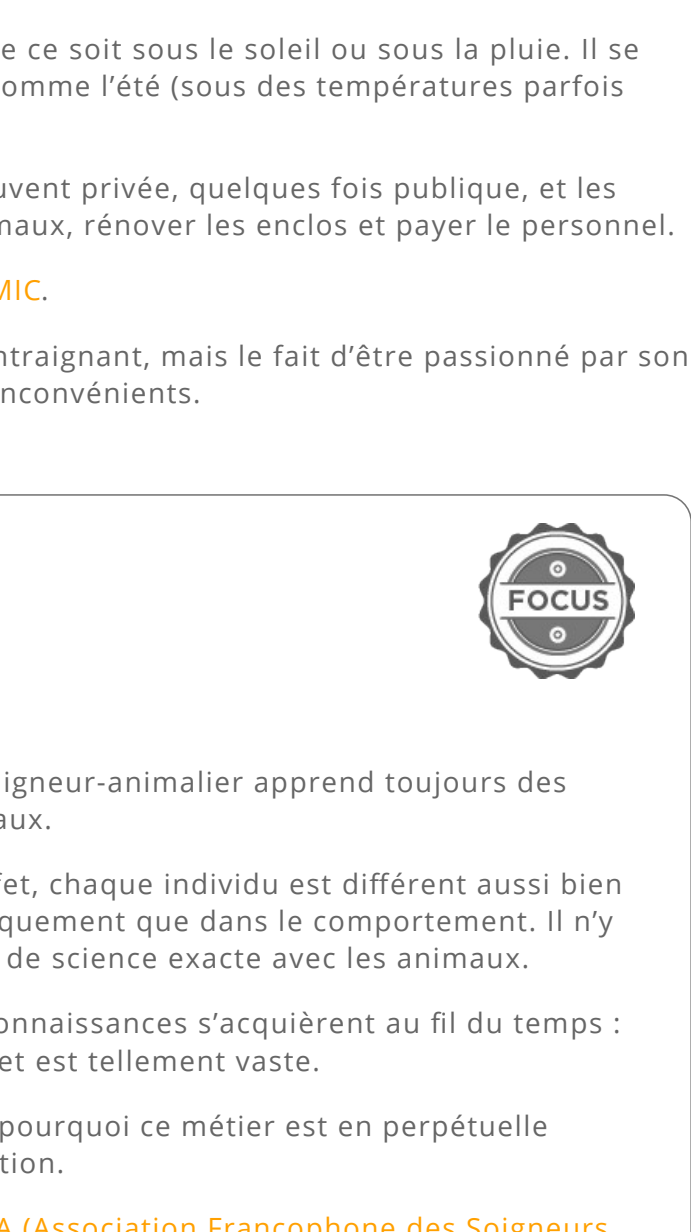 e ce soit sous le soleil ou sous la pluie. Il se
omme l’été (sous des températures parfois
uvent privée, quelques fois publique, et les
maux, rénover les enclos et payer le personnel.
MIC.
ntraignant, mais le fait d’être passionné par son
nconvénients.
FOCUS
igneur-animalier apprend toujours des
aux.
fet, chaque individu est différent aussi bien
quement que dans le comportement. Il n’y
de science exacte avec les animaux.
onnaissances s’acquièrent au fil du temps :
et est tellement vaste.
pourquoi ce métier est en perpétuelle
tion.
A (Association Francophone des Soigneurs